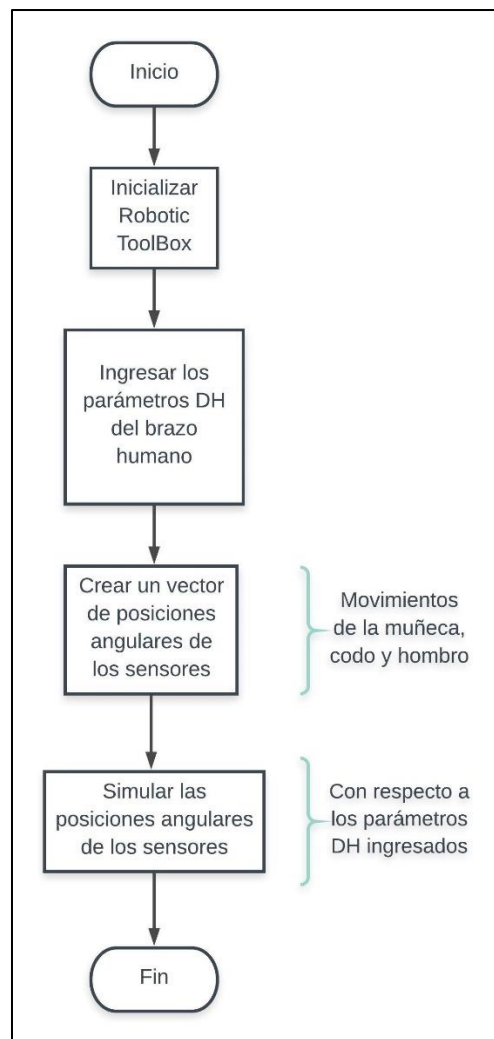 Inicio
Inicializar
Robotic
ToolBox
Ingresar los
parámetros DH
del brazo
humano
Crear un vector
de posiciones
angulares de
los sensores
Movimientos
de la muñeca,
codo y hombro
Simular las
posiciones angulares
de los sensores
Con respecto a
los parámetros
DH ingresados
Fin